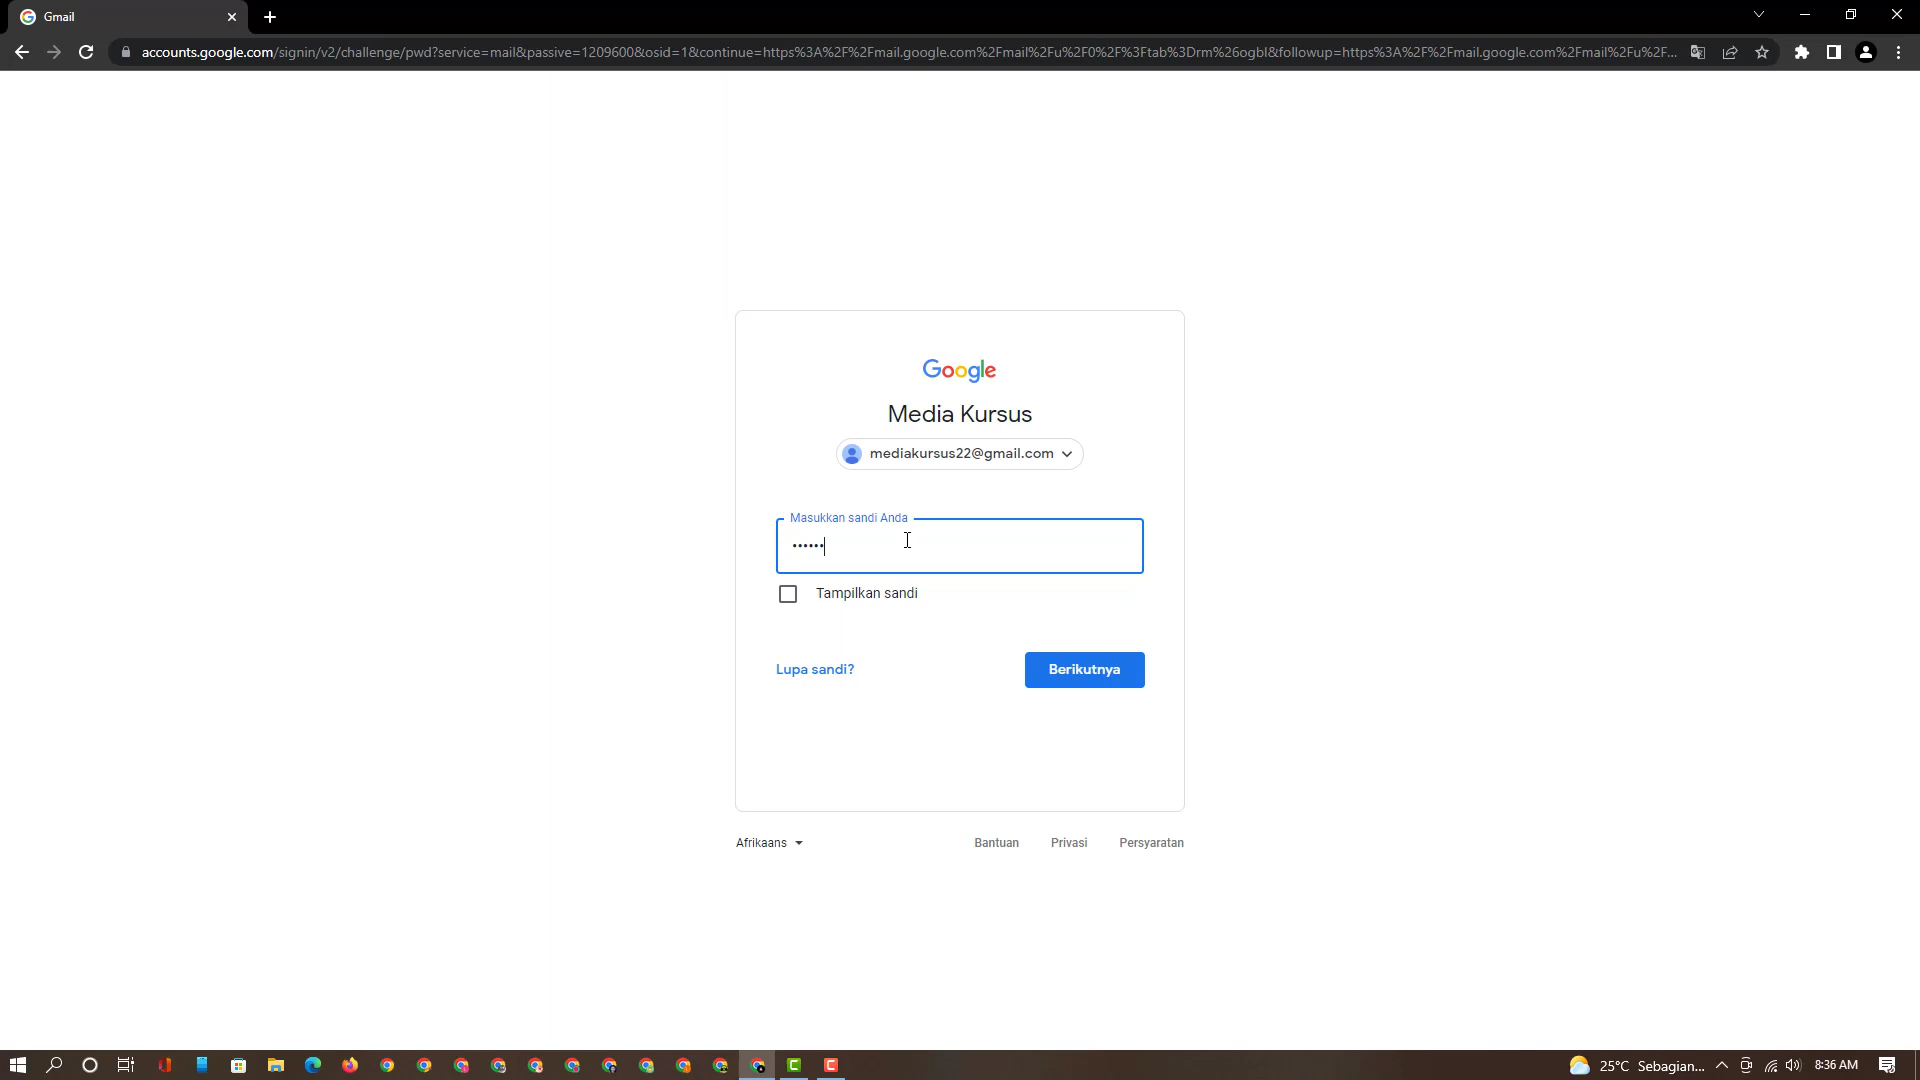 Gmail
accounts.google.com/signin/v2/challenge/pwd?service=mail&passive=1209600&osid=1&continue=https%3A%2F%2Fmail.google.com%2Fmail%2Fu%2F0%2F%3Ftab%3Drm%26ogbl&followup=https%3A%2F%2Fmail.google.com%2Fmail%2Fu%2F...
Google
Media Kursus
mediakursus22@gmail.com
Masukkan sandi Anda
••••••
Tampilkan sandi
Lupa sandi?
Berikutnya
Afrikaans
Bantuan
Privasi
Persyaratan
25°C Sebagian...
8:36 AM